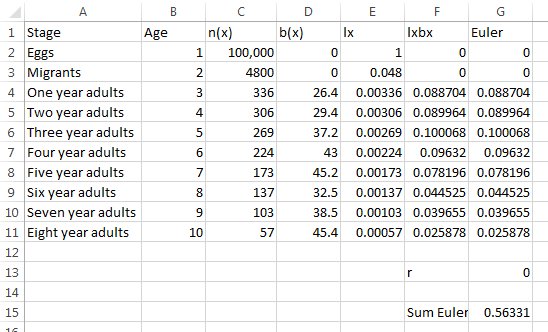 A B C D E F G
1 Stage Age n(x) b(x) lx lxbx Euler
2 Eggs 1 100,000 0 1 0 0
3 Migrants 2 4800 0 0.048 0 0
4 One year adults 3 336 26.4 0.00336 0.088704 0.088704
5 Two year adults 4 306 29.4 0.00306 0.089964 0.089964
6 Three year adults 5 269 37.2 0.00269 0.100068 0.100068
7 Four year adults 6 224 43 0.00224 0.09632 0.09632
8 Five year adults 7 173 45.2 0.00173 0.078196 0.078196
9 Six year adults 8 137 32.5 0.00137 0.044525 0.044525
10 Seven year adults 9 103 38.5 0.00103 0.039655 0.039655
11 Eight year adults 10 57 45.4 0.00057 0.025878 0.025878
12
13 r 0
14
15 Sum Euler 0.56331